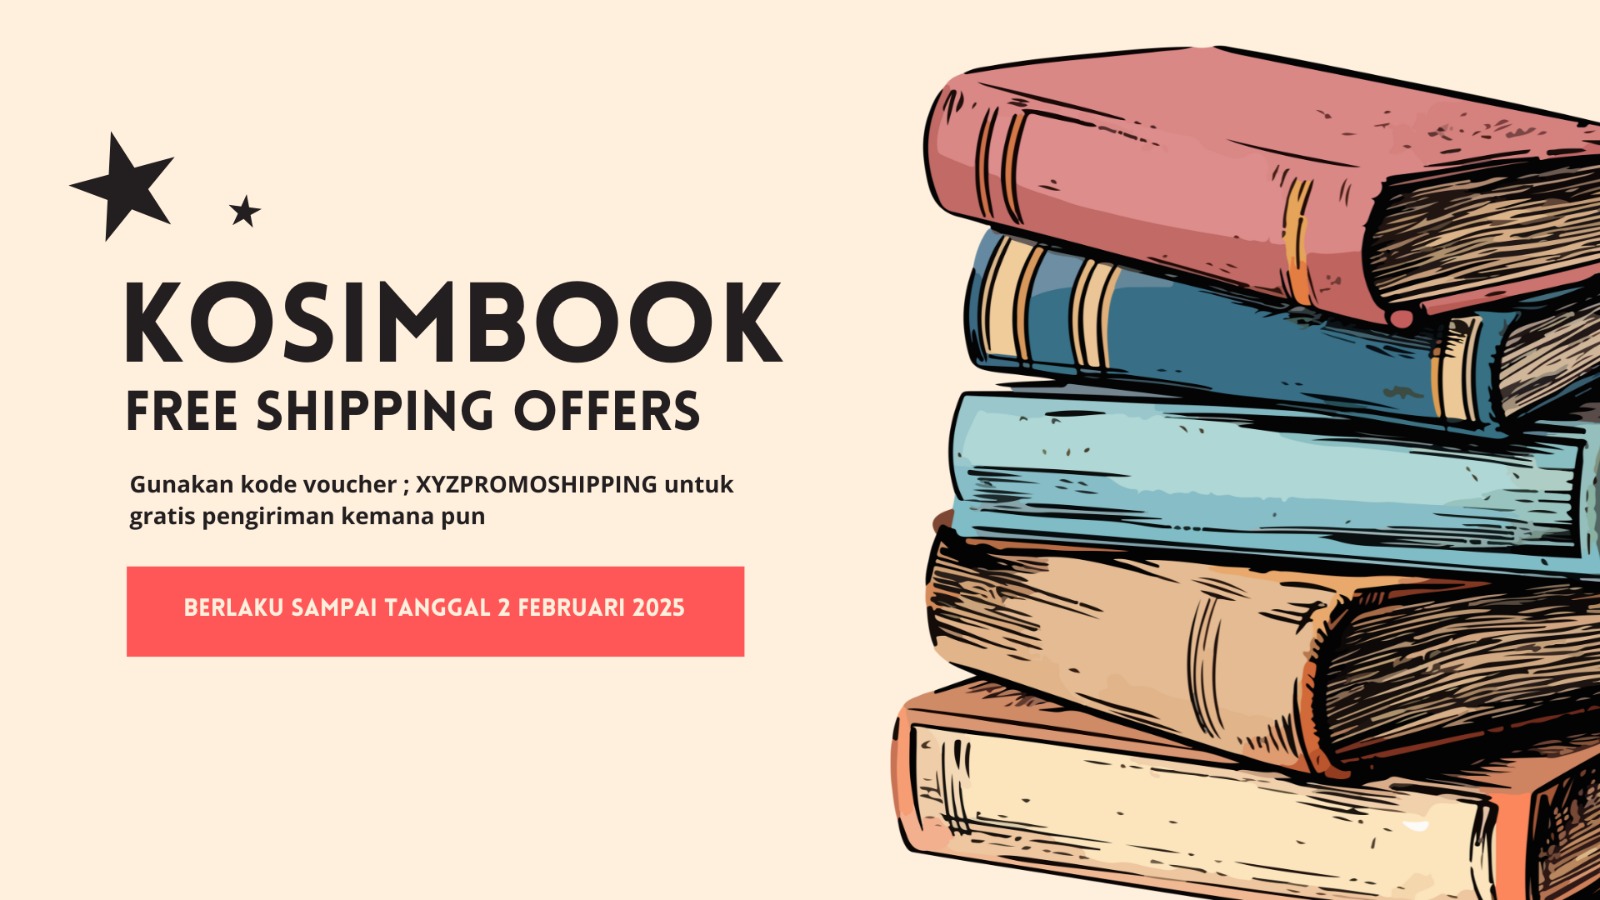 KOSIMBOOK
FREE SHIPPING OFFERS
Gunakan kode voucher ; XYZPROMOSHIPPING untuk
gratis pengiriman kemana pun
BERLAKU SAMPAI TANGGAL 2 FEBRUARI 2025